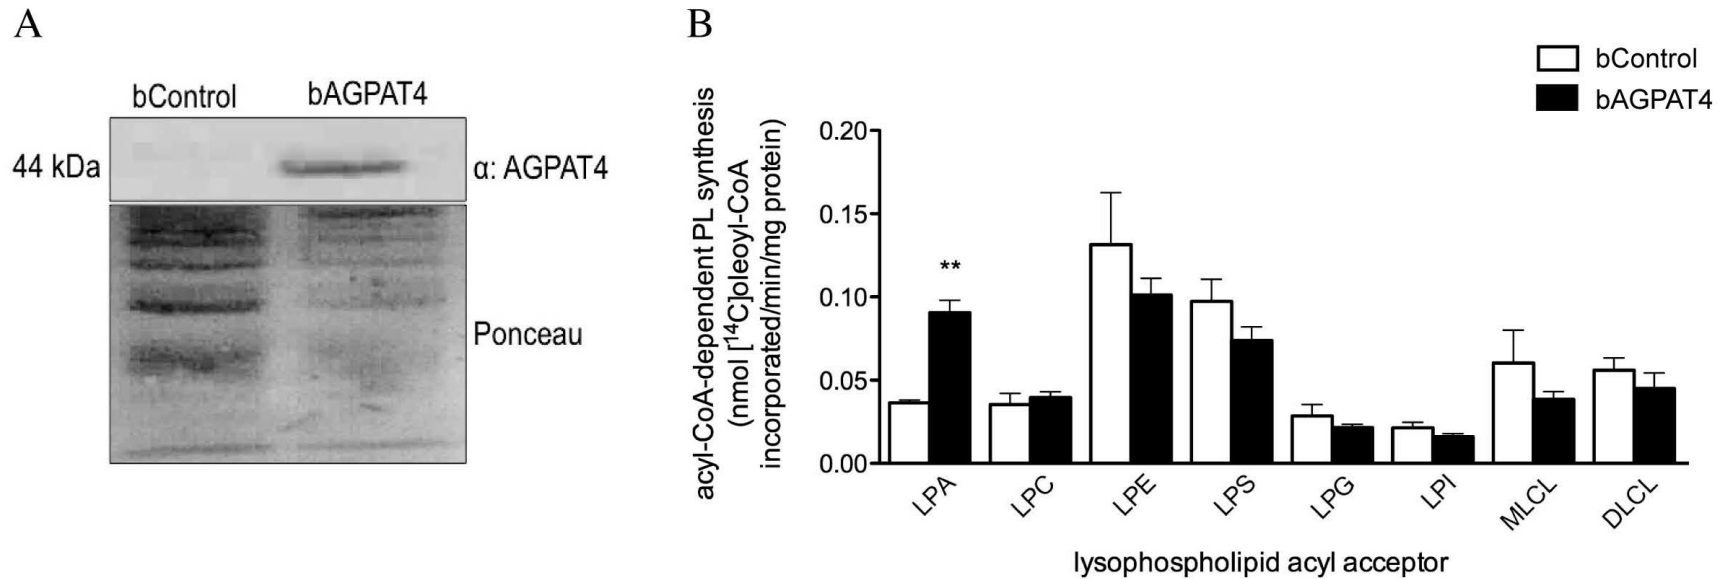 A
bControl
bAGPAT4
44 kDa
α: AGPAT4
Ponceau
B
bControl
bAGPAT4
acyl-CoA-dependent PL synthesis
(nmol [¹⁴C]oleoyl-CoA
incorporated/min/mg protein)
0.20
0.15
0.10
0.05
0.00
**
LPA
LPC
LPE
LPS
LPG
LPI
MLCL
DLCL
lysophospholipid acyl acceptor